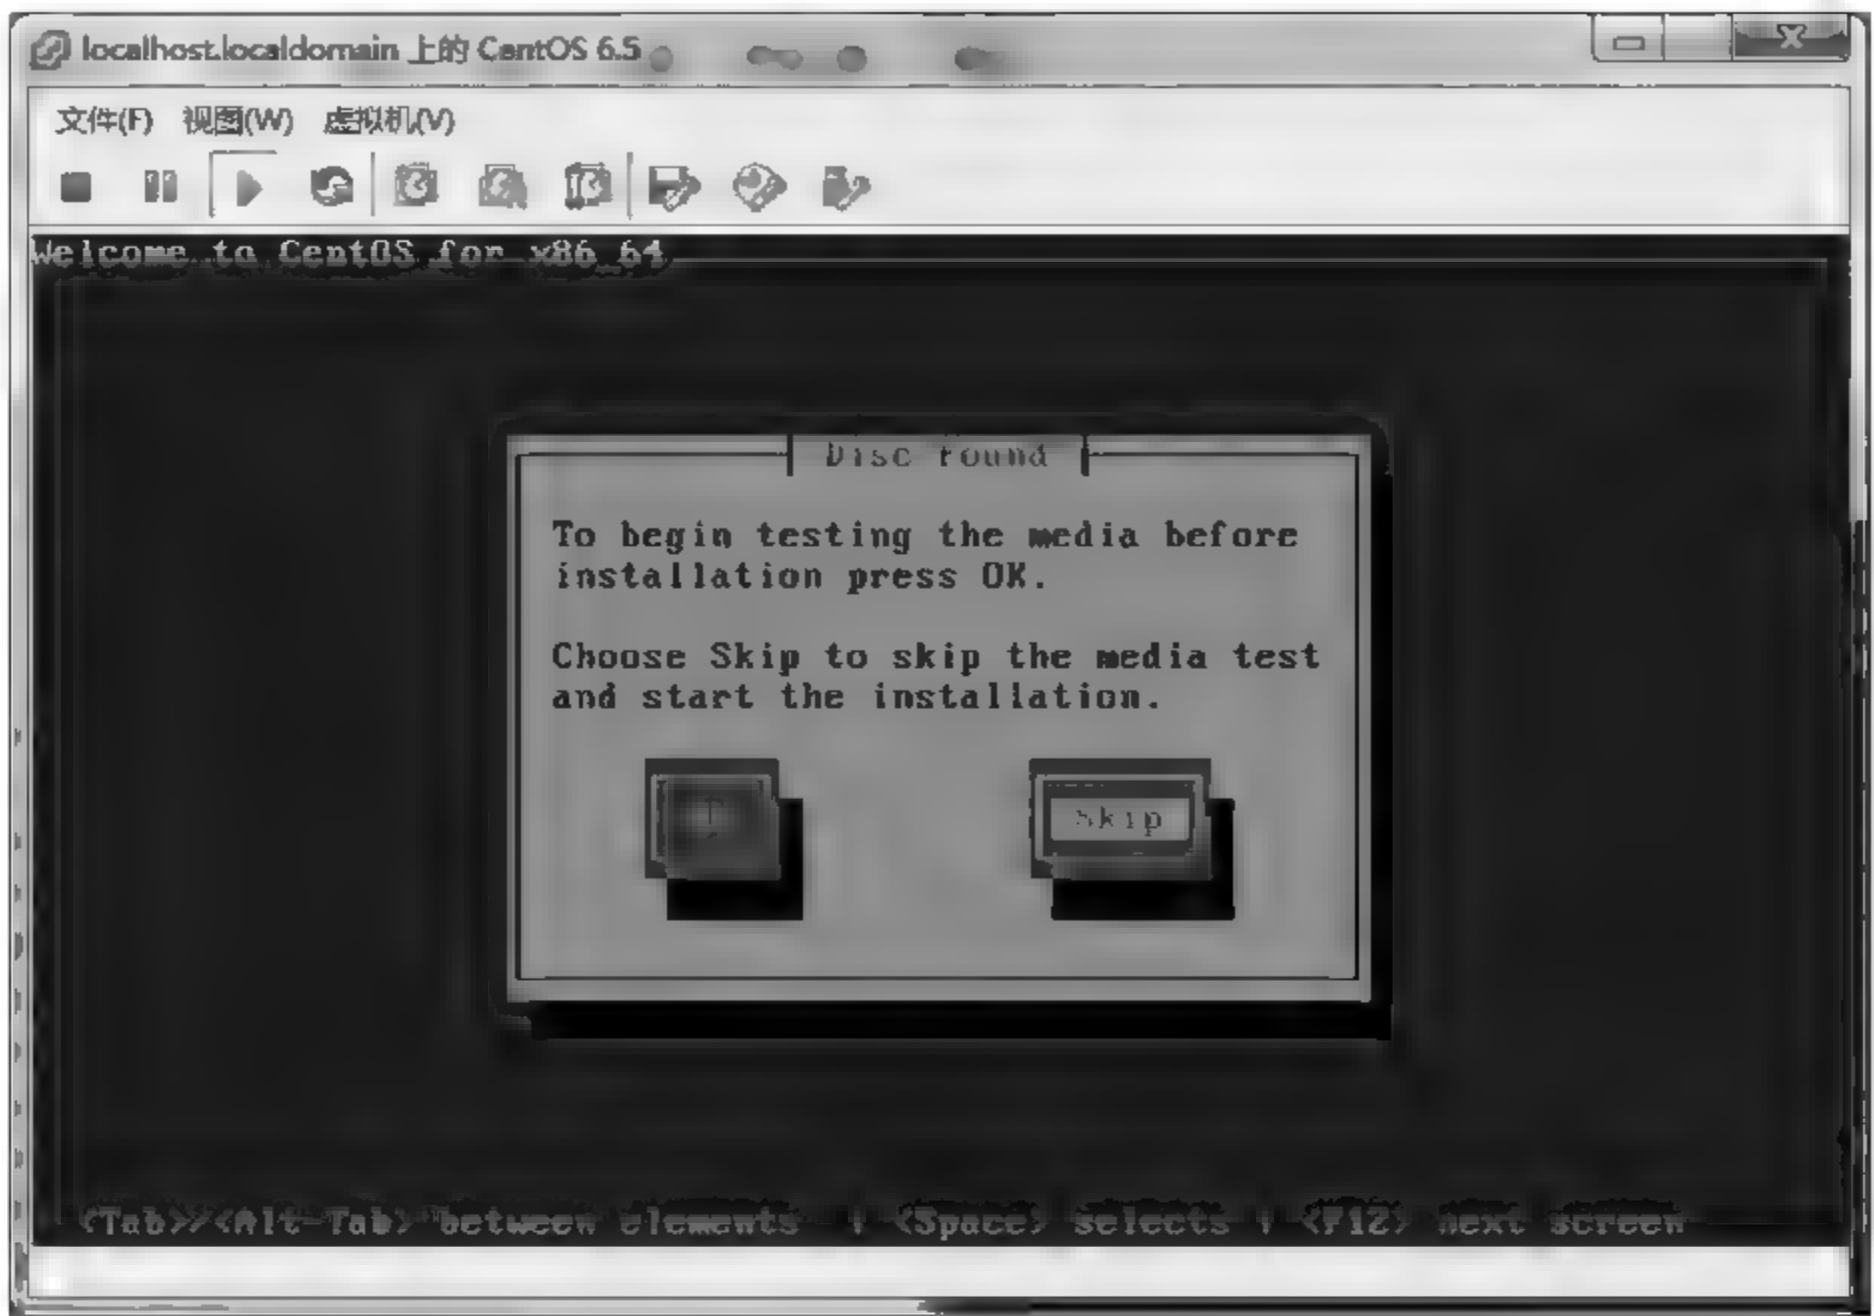 localhost.localdomain 上的 CentOS 6.5
文件(F) 视图(W) 虚拟机(V)
Welcome to CentOS for x86_64
Disc Found
To begin testing the media before
installation press OK.
Choose Skip to skip the media test
and start the installation.
Skip
<Tab>/<Alt-Tab> between elements | <Space> selects | <F12> next screen